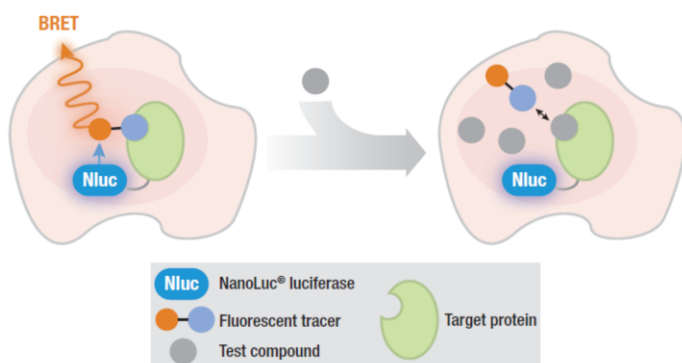 BRET
Nluc
Nluc
Nluc NanoLuc® luciferase
Fluorescent tracer
Target protein
Test compound